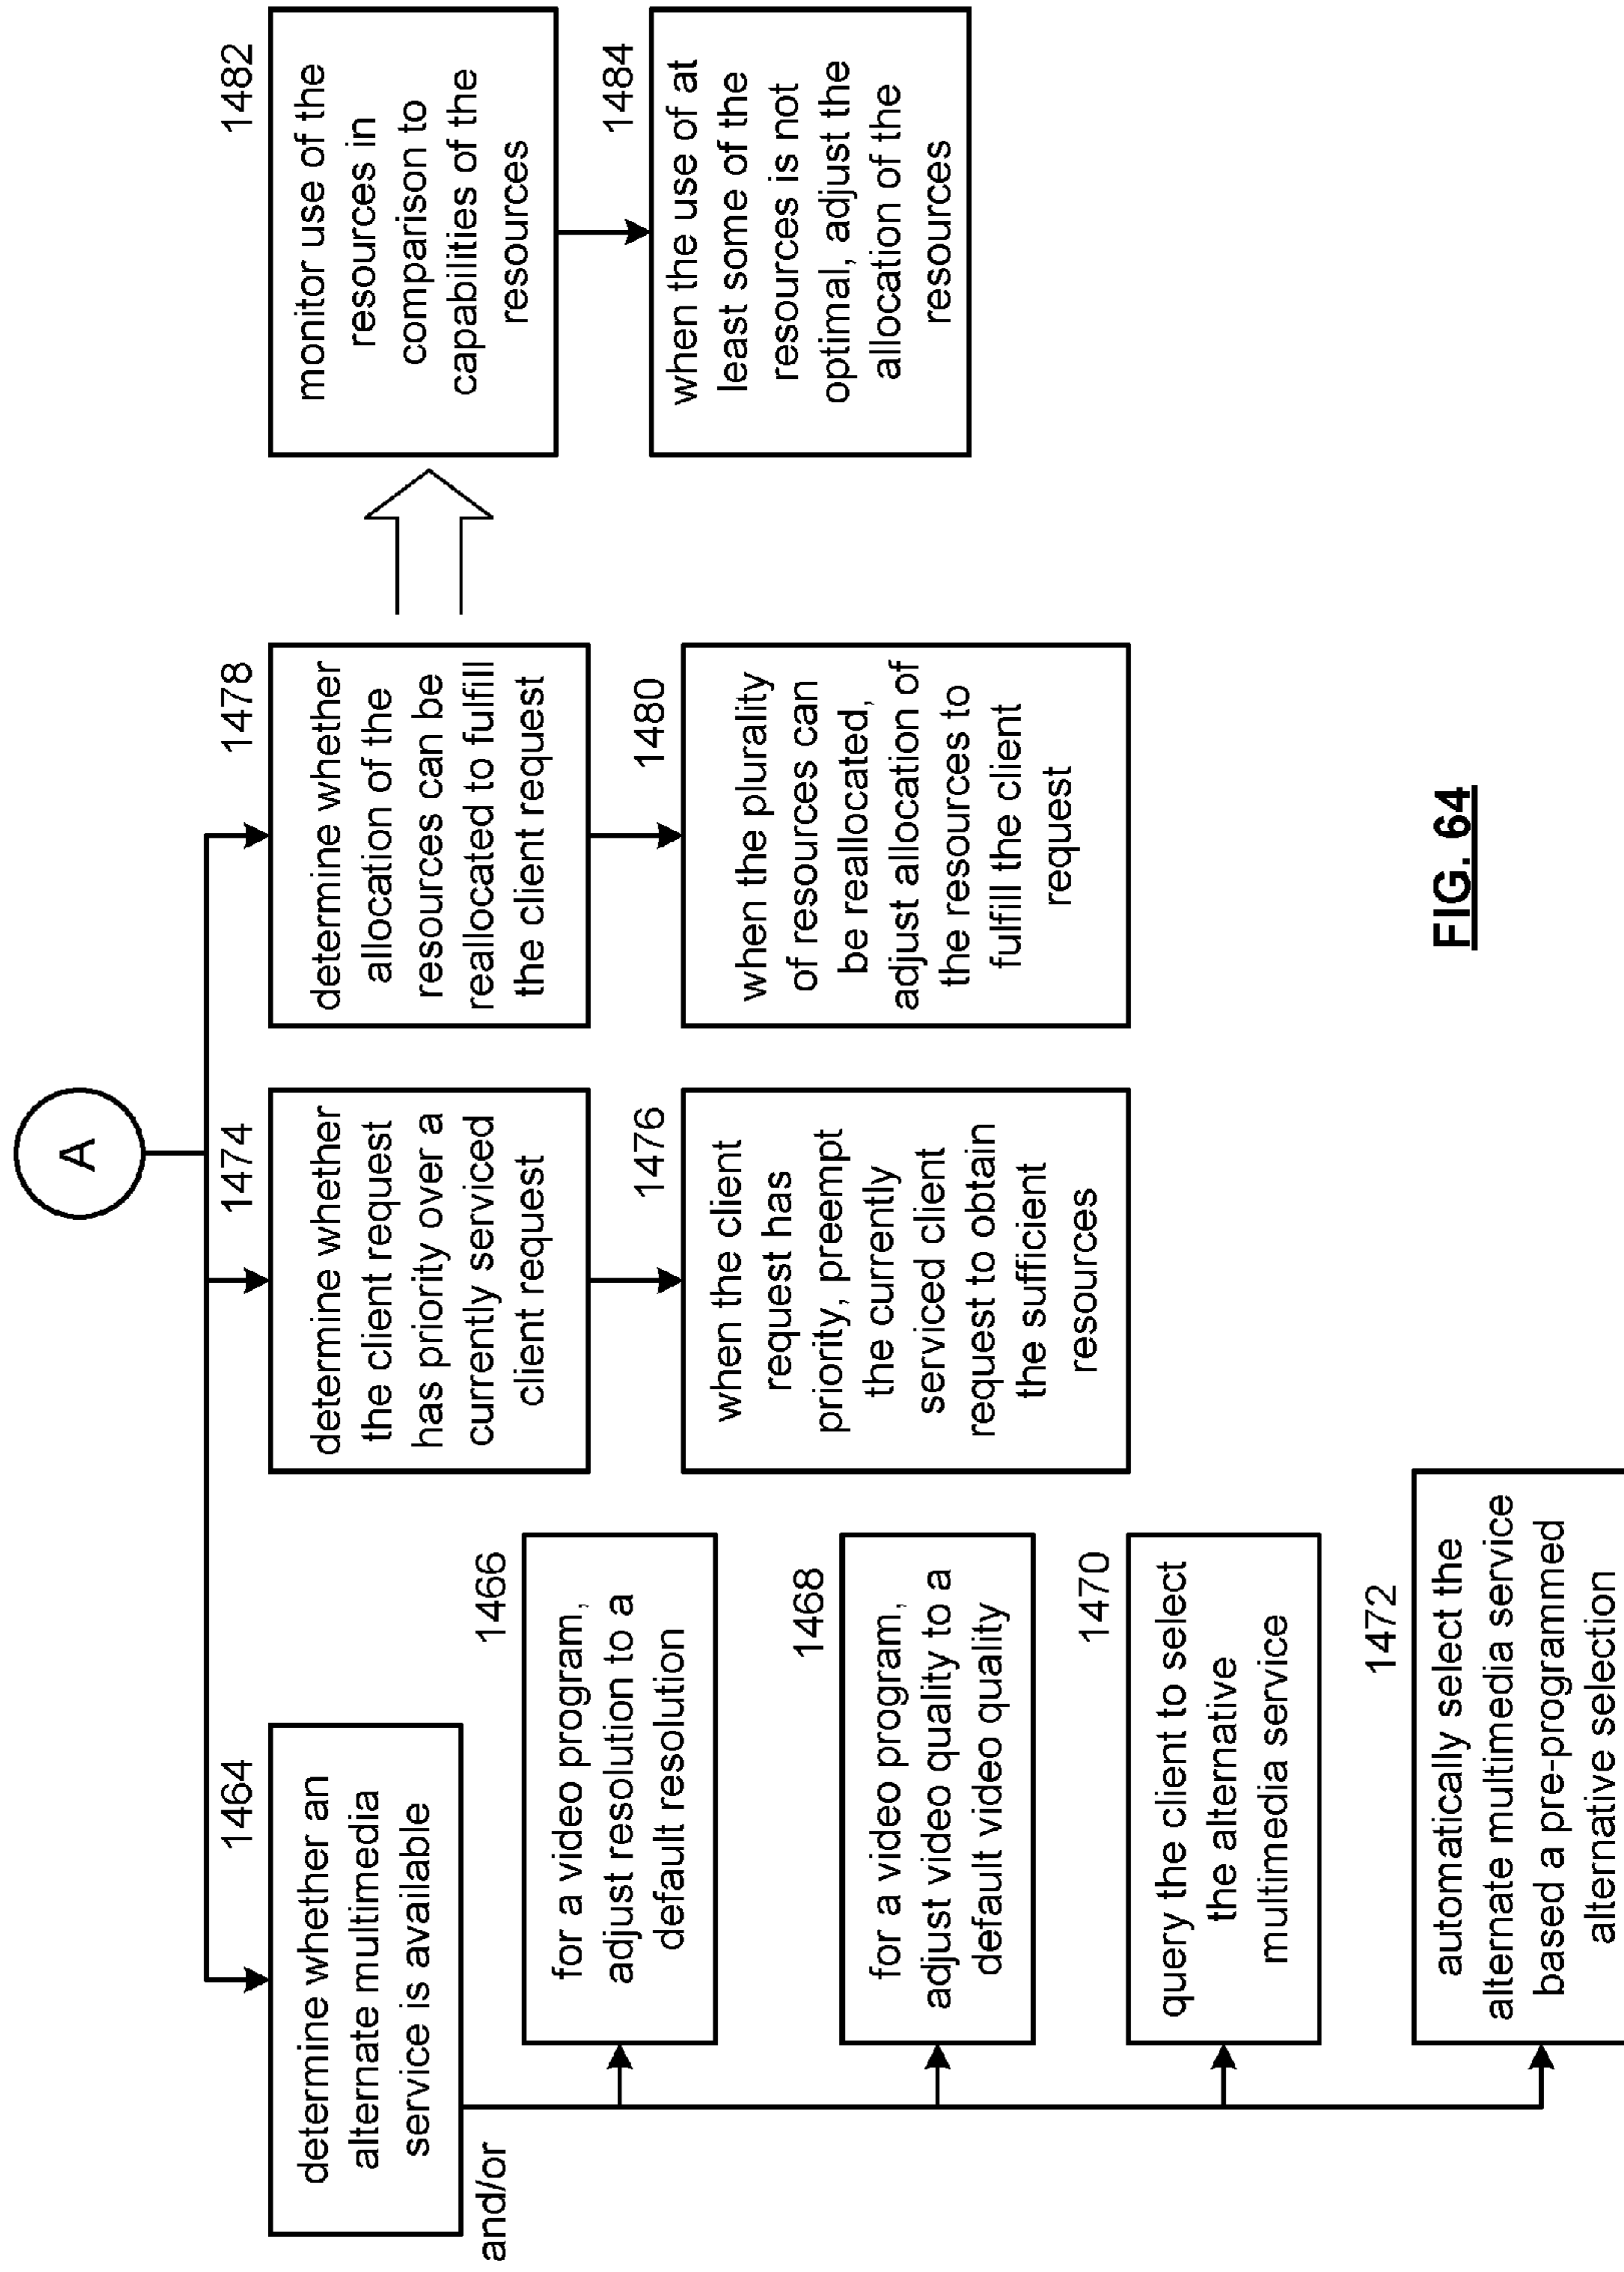 A
1464
determine whether an
alternate multimedia
service is available
and/or
1466
for a video program,
adjust resolution to a
default resolution
1468
for a video program,
adjust video quality to a
default video quality
1470
query the client to select
the alternative
multimedia service
1472
automatically select the
alternate multimedia service
based a pre-programmed
alternative selection
1474
determine whether
the client request
has priority over a
currently serviced
client request
1476
when the client
request has
priority, preempt
the currently
serviced client
request to obtain
the sufficient
resources
1478
determine whether
allocation of the
resources can be
reallocated to fulfill
the client request
1480
when the plurality
of resources can
be reallocated,
adjust allocation of
the resources to
fulfill the client
request
1482
monitor use of the
resources in
comparison to
capabilities of the
resources
1484
when the use of at
least some of the
resources is not
optimal, adjust the
allocation of the
resources
FIG. 64